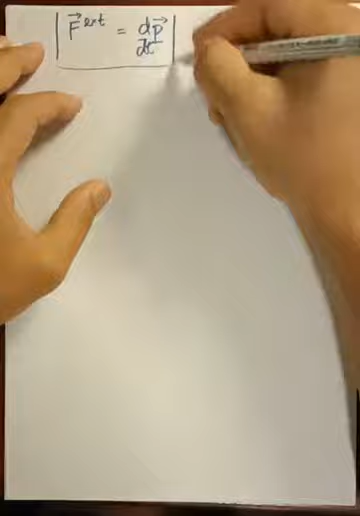 F⃗ᵉˣᵗ = dp⃗/dt